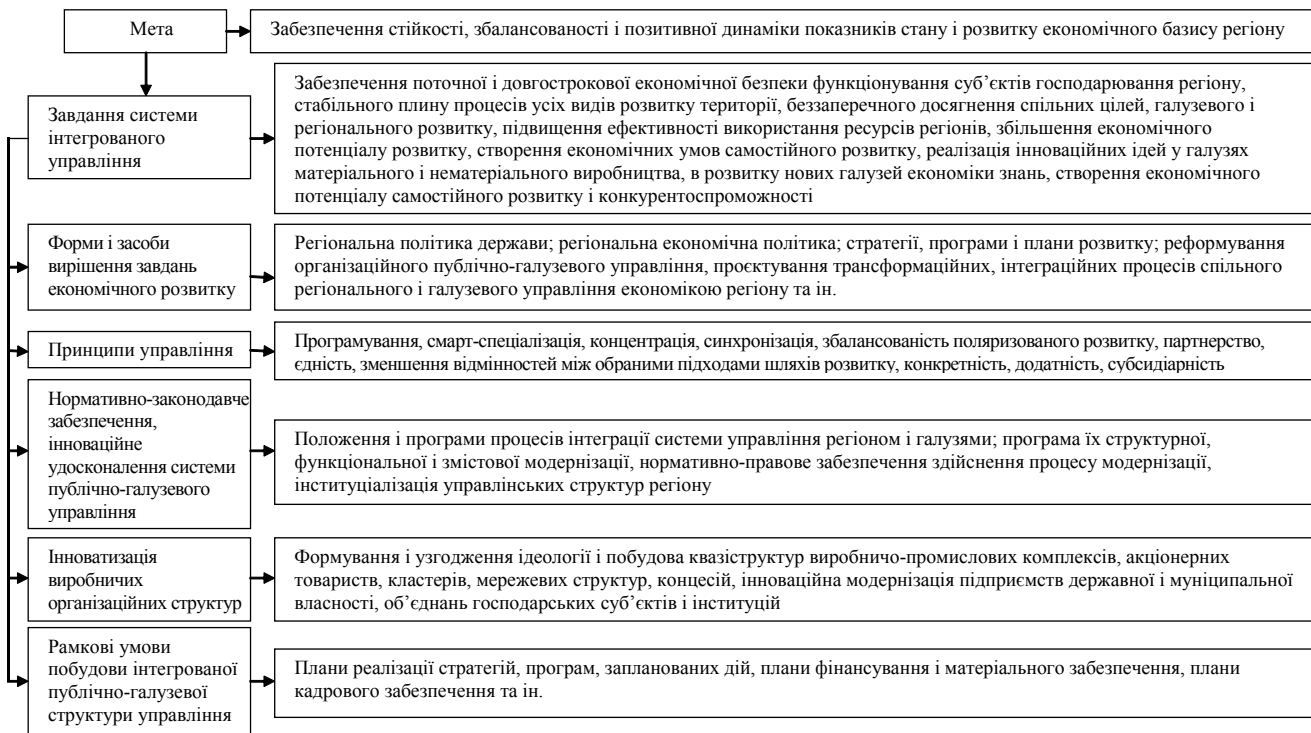 Мета
Забезпечення стійкості, збалансованості і позитивної динаміки показників стану і розвитку економічного базису регіону
Завдання системи
інтегрованого
управління
Забезпечення поточної і довгострокової економічної безпеки функціонування суб’єктів господарювання регіону,
стабільного плину процесів усіх видів розвитку території, беззаперечного досягнення спільних цілей, галузевого і
регіонального розвитку, підвищення ефективності використання ресурсів регіонів, збільшення економічного
потенціалу розвитку, створення економічних умов самостійного розвитку, реалізація інноваційних ідей у галузях
матеріального і нематеріального виробництва, в розвитку нових галузей економіки знань, створення економічного
потенціалу самостійного розвитку і конкурентоспроможності
Форми і засоби
вирішення завдань
економічного розвитку
Регіональна політика держави; регіональна економічна політика; стратегії, програми і плани розвитку; реформування
організаційного публічно-галузевого управління, проєктування трансформаційних, інтеграційних процесів спільного
регіонального і галузевого управління економікою регіону та ін.
Принципи управління
Програмування, смарт-спеціалізація, концентрація, синхронізація, збалансованість поляризованого розвитку, партнерство,
єдність, зменшення відмінностей між обраними підходами шляхів розвитку, конкретність, додатність, субсидіарність
Нормативно-законодавче
забезпечення,
інноваційне
удосконалення системи
публічно-галузевого
управління
Положення і програми процесів інтеграції системи управління регіоном і галузями; програма їх структурної,
функціональної і змістової модернізації, нормативно-правове забезпечення здійснення процесу модернізації,
інституціалізація управлінських структур регіону
Інноватизація
виробничих
організаційних структур
Формування і узгодження ідеології і побудова квазіструктур виробничо-промислових комплексів, акціонерних
товариств, кластерів, мережевих структур, концесій, інноваційна модернізація підприємств державної і муніципальної
власності, об’єднань господарських суб’єктів і інституцій
Рамкові умови
побудови інтегрованої
публічно-галузевої
структури управління
Плани реалізації стратегій, програм, запланованих дій, плани фінансування і матеріального забезпечення, плани
кадрового забезпечення та ін.